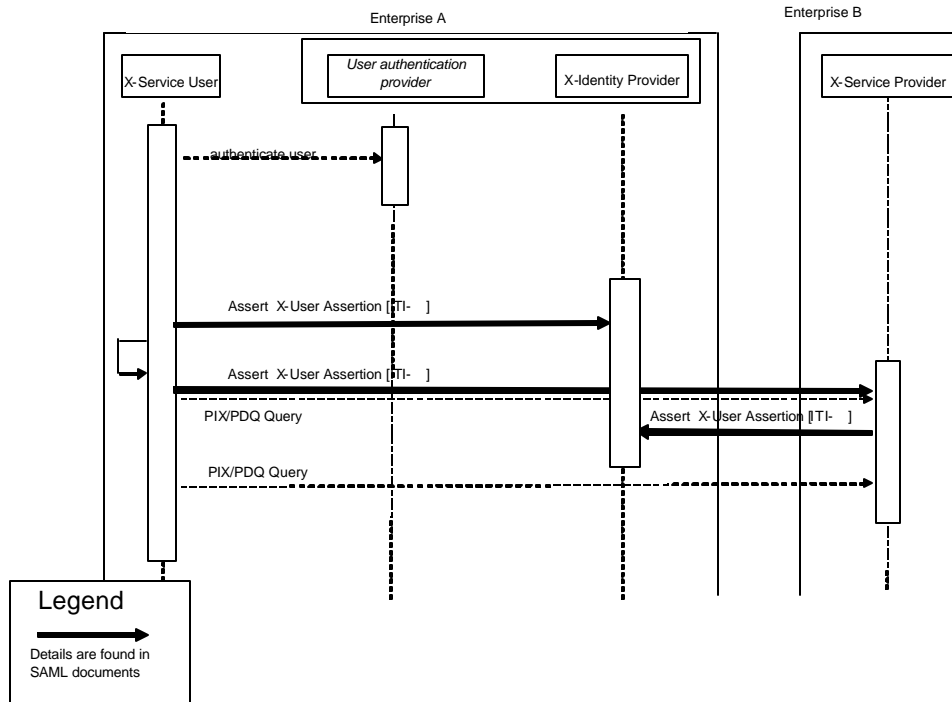 Enterprise A
Enterprise B
X-Service User
User authentication
provider
X-Identity Provider
X-Service Provider
authenticate user
Assert X-User Assertion [ITI- ]
Assert X-User Assertion [ITI- ]
PIX/PDQ Query
Assert X-User Assertion [ITI- ]
PIX/PDQ Query
Legend
Details are found in
SAML documents